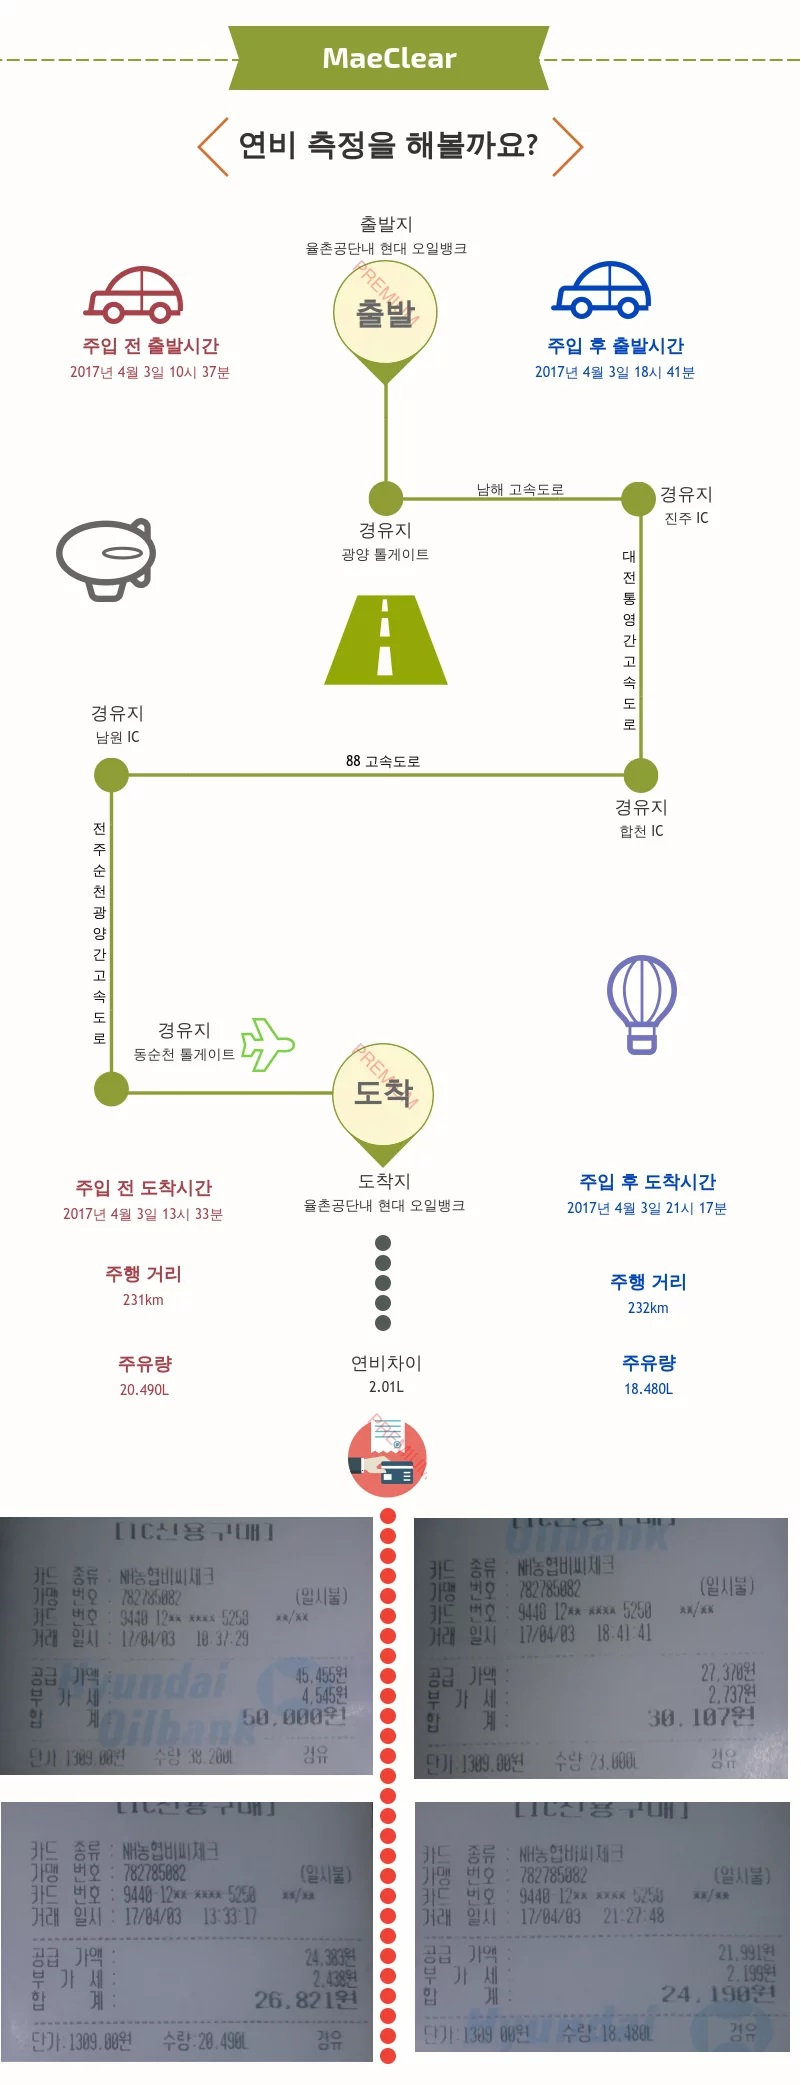 MaeClear
연비 측정을 해볼까요?
출발지
율촌공단내 현대 오일뱅크
PREMIUM
출발
주입 전 출발시간
2017년 4월 3일 10시 37분
주입 후 출발시간
2017년 4월 3일 18시 41분
남해 고속도로
경유지
광양 톨게이트
경유지
진주 IC
대전통영간고속도로
경유지
남원 IC
88 고속도로
경유지
합천 IC
전주순천광양간고속도로
경유지
동순천 톨게이트
PREMIUM
도착
도착지
율촌공단내 현대 오일뱅크
주입 전 도착시간
2017년 4월 3일 13시 33분
주입 후 도착시간
2017년 4월 3일 21시 17분
주행 거리
231km
주행 거리
232km
주유량
20.490L
연비차이
2.01L
주유량
18.480L
PREMIUM
[IC신용구매]
카드 종류 : NH농협비씨체크
가맹 번호 : 782785082 (일시불)
카드 번호 : 9440-12**-****-5250 **/**
거래 일시 : 17/04/03 10:37:29
Hyundai
Oilbank
공급 가액 : 45,455원
부 가 세 : 4,545원
합 계 : 50,000원
단가:1309.00원 수량:38.200L 경유
Oilbank
카드 종류 : NH농협비씨체크
가맹 번호 : 782785082 (일시불)
카드 번호 : 9440-12**-****-5250 **/**
거래 일시 : 17/04/03 18:41:41
공급 가액 : 27,370원
부 가 세 : 2,737원
합 계 : 30,107원
단가:1309.00원 수량:23.000L 경유
[IC신용구매]
카드 종류 : NH농협비씨체크
가맹 번호 : 782785082 (일시불)
카드 번호 : 9440-12**-****-5250 **/**
거래 일시 : 17/04/03 13:33:17
공급 가액 : 24,383원
부 가 세 : 2,438원
합 계 : 26,821원
단가:1309.00원 수량:20.490L 경유
[IC신용구매]
카드 종류 : NH농협비씨체크
가맹 번호 : 782785082 (일시불)
카드 번호 : 9440-12**-****-5250 **/**
거래 일시 : 17/04/03 21:27:48
공급 가액 : 21,991원
부 가 세 : 2,199원
합 계 : 24,190원
Hyundai
단가:1309.00원 수량:18.480L 경유